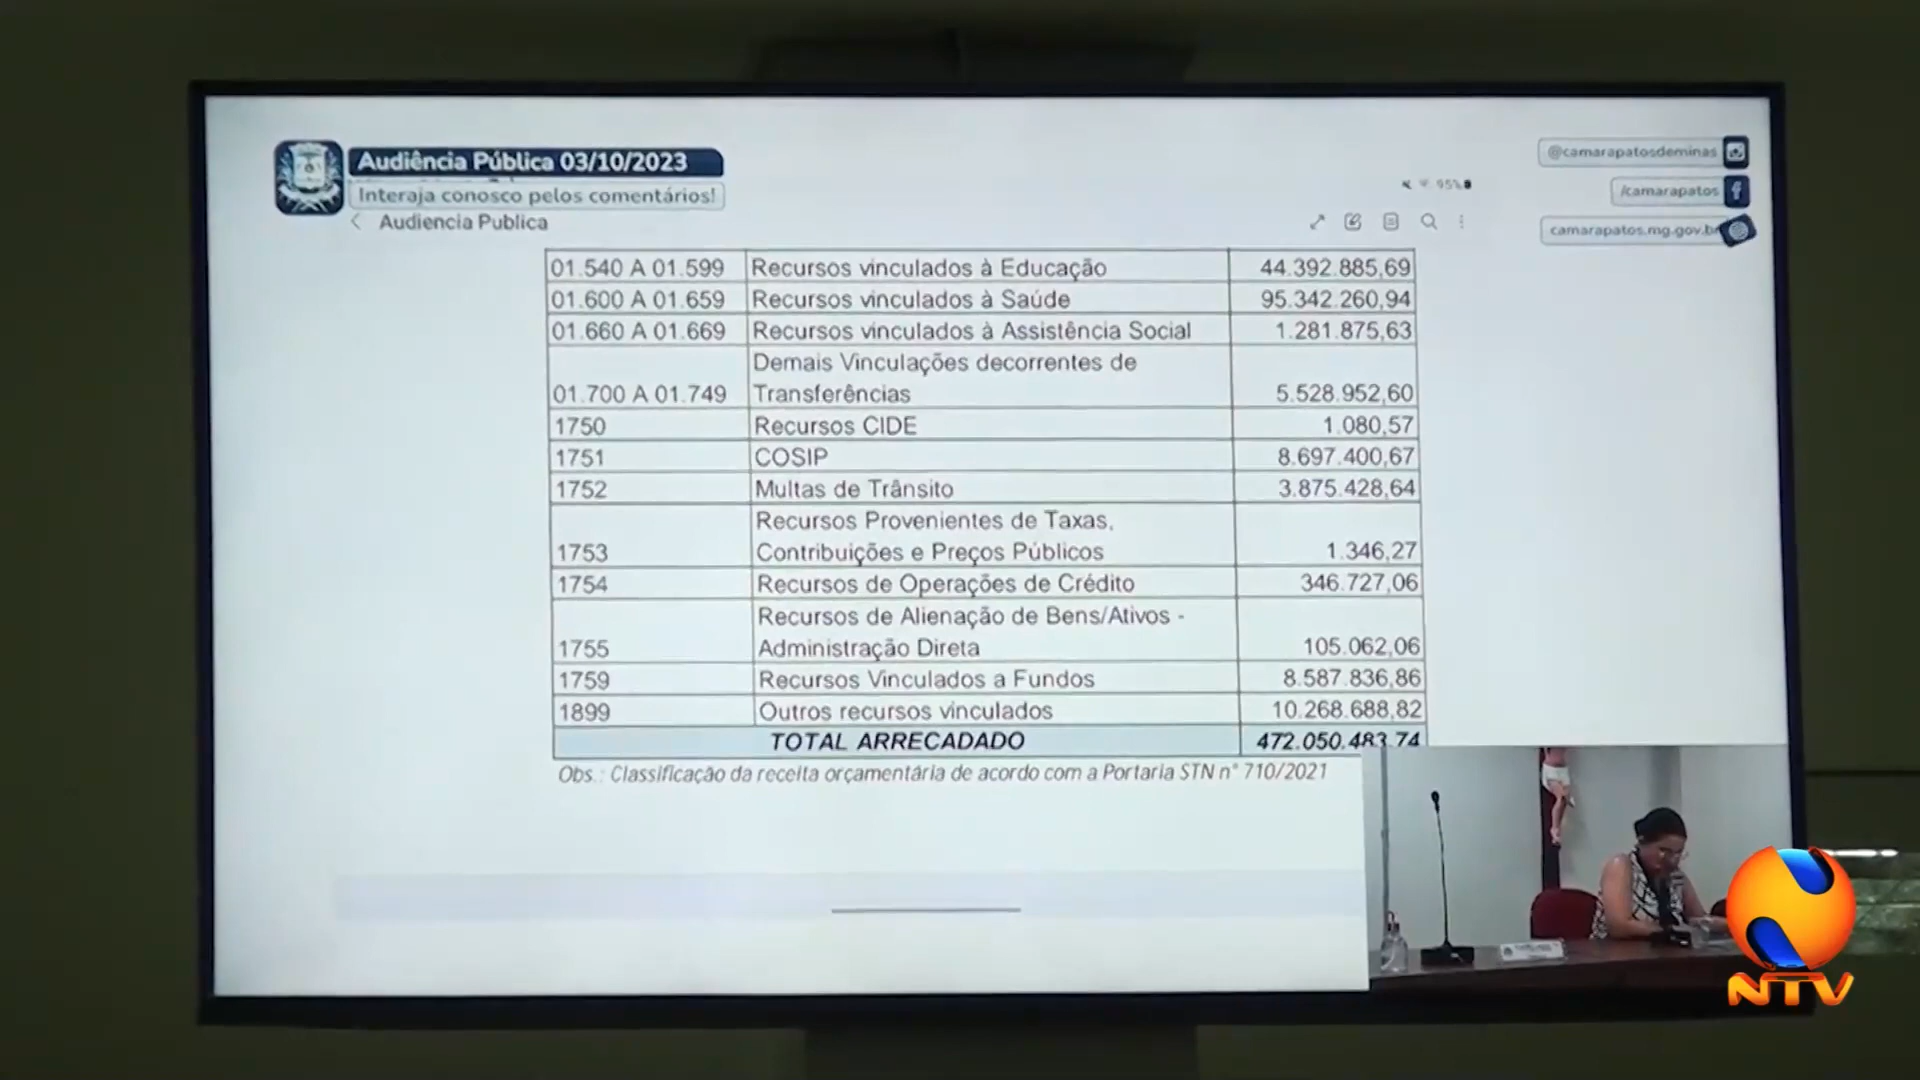 Audiência Pública 03/10/2023
Interaja conosco pelos comentários!
Audiencia Publica
@camarapatosdeminas
/camarapatos
camarapatos.mg.gov.br
95%
01.540 A 01.599 Recursos vinculados à Educação 44.392.885,69
01.600 A 01.659 Recursos vinculados à Saúde 95.342.260,94
01.660 A 01.669 Recursos vinculados à Assistência Social 1.281.875,63
Demais Vinculações decorrentes de
01.700 A 01.749 Transferências 5.528.952,60
1750 Recursos CIDE 1.080,57
1751 COSIP 8.697.400,67
1752 Multas de Trânsito 3.875.428,64
Recursos Provenientes de Taxas,
1753 Contribuições e Preços Públicos 1.346,27
1754 Recursos de Operações de Crédito 346.727,06
Recursos de Alienação de Bens/Ativos -
1755 Administração Direta 105.062,06
1759 Recursos Vinculados a Fundos 8.587.836,86
1899 Outros recursos vinculados 10.268.688,82
TOTAL ARRECADADO 472.050.483,74
Obs.: Classificação da receita orçamentária de acordo com a Portaria STN n° 710/2021
NTV